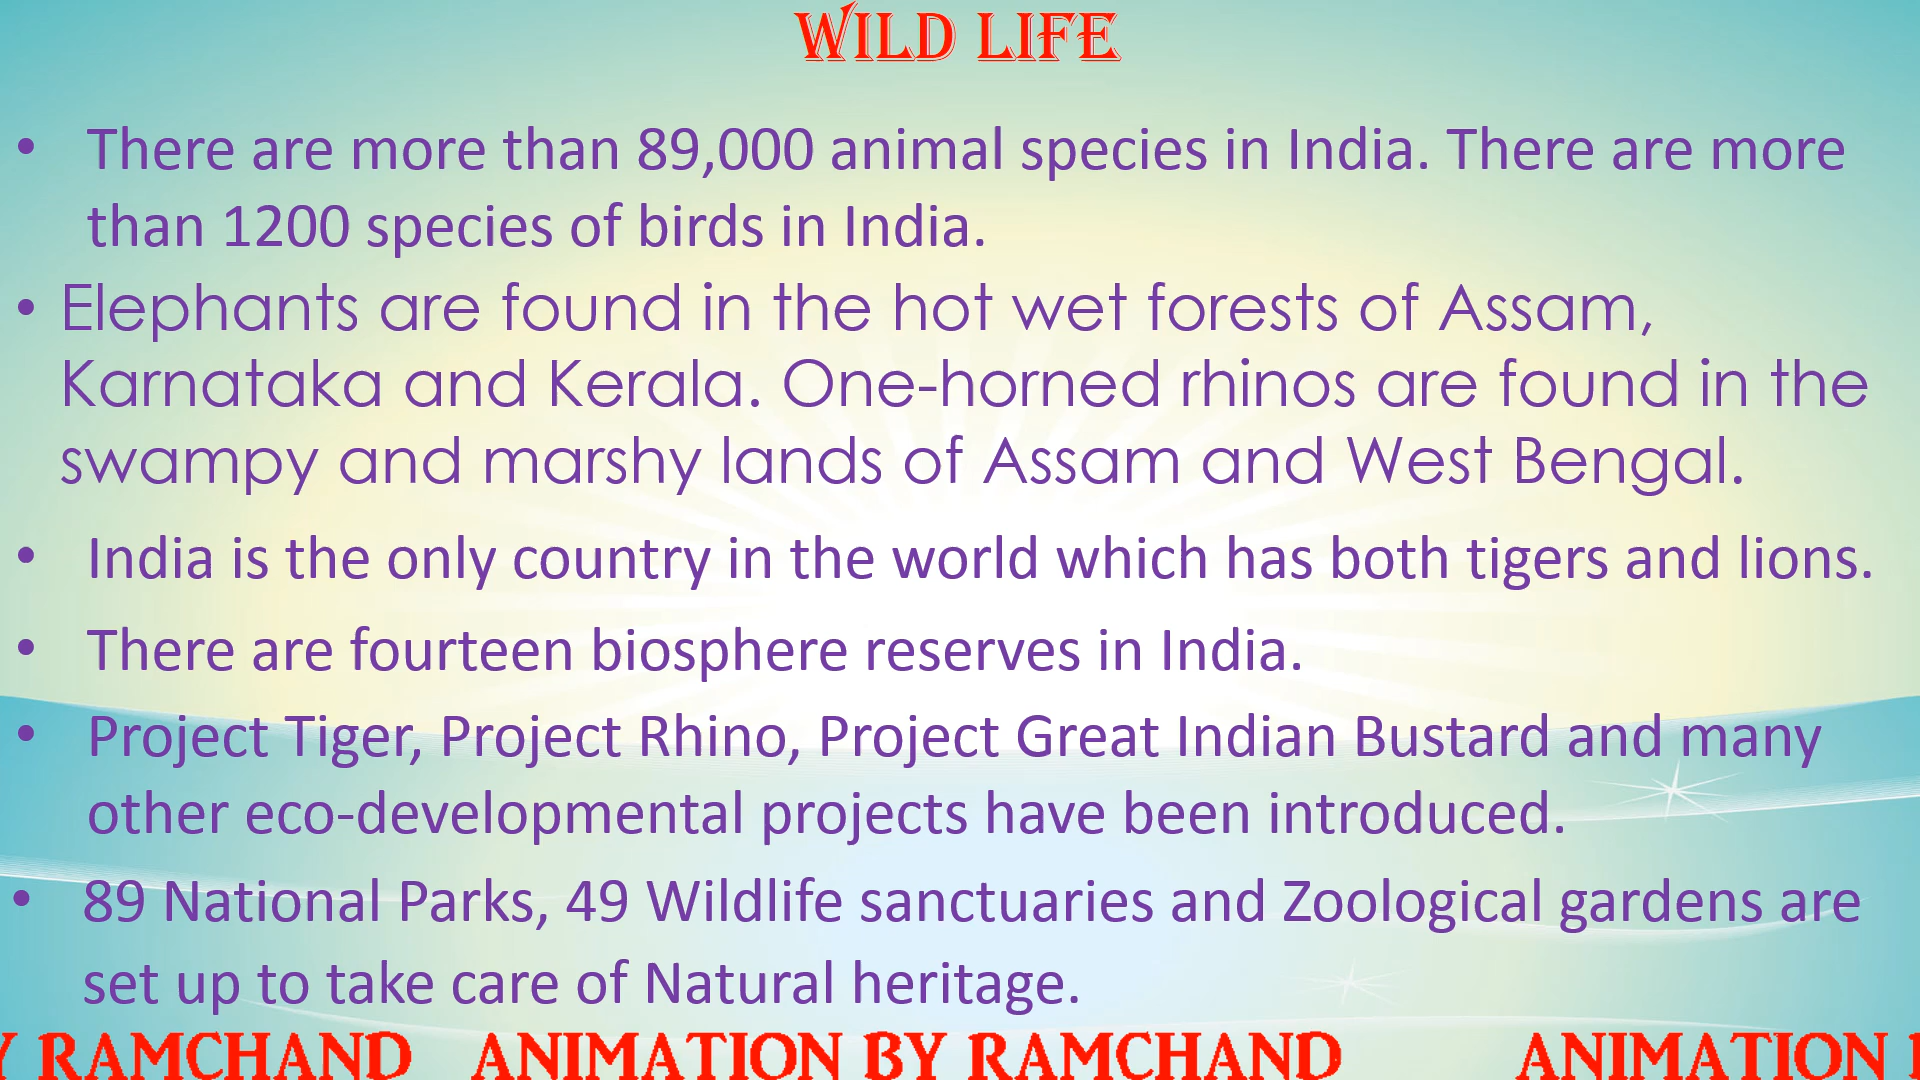 WILD LIFE
• There are more than 89,000 animal species in India. There are more
than 1200 species of birds in India.
• Elephants are found in the hot wet forests of Assam,
Karnataka and Kerala. One-horned rhinos are found in the
swampy and marshy lands of Assam and West Bengal.
• India is the only country in the world which has both tigers and lions.
• There are fourteen biosphere reserves in India.
• Project Tiger, Project Rhino, Project Great Indian Bustard and many
other eco-developmental projects have been introduced.
• 89 National Parks, 49 Wildlife sanctuaries and Zoological gardens are
set up to take care of Natural heritage.
Y RAMCHAND ANIMATION BY RAMCHAND ANIMATION